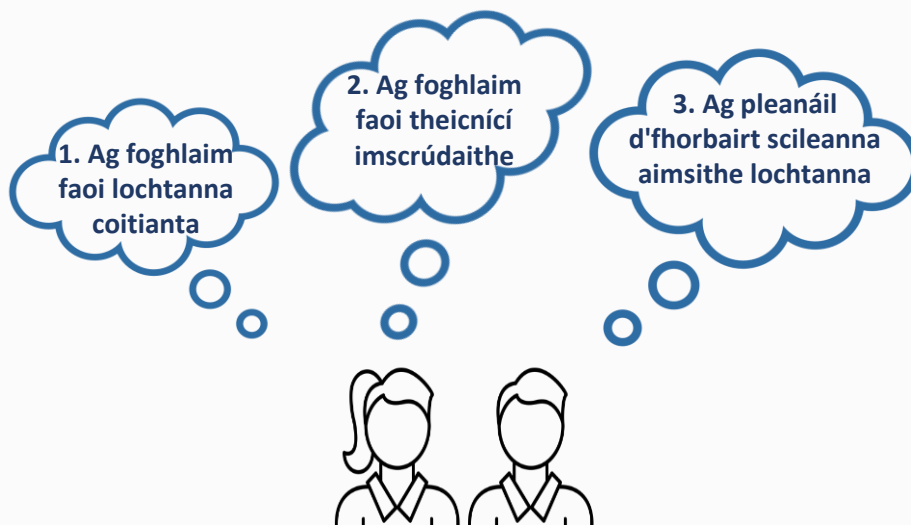 1. Ag foghlaim
faoi lochtanna
coitianta
2. Ag foghlaim
faoi theicnící
imscrúdaithe
3. Ag pleanáil
d'fhorbairt scileanna
aimsithe lochtanna